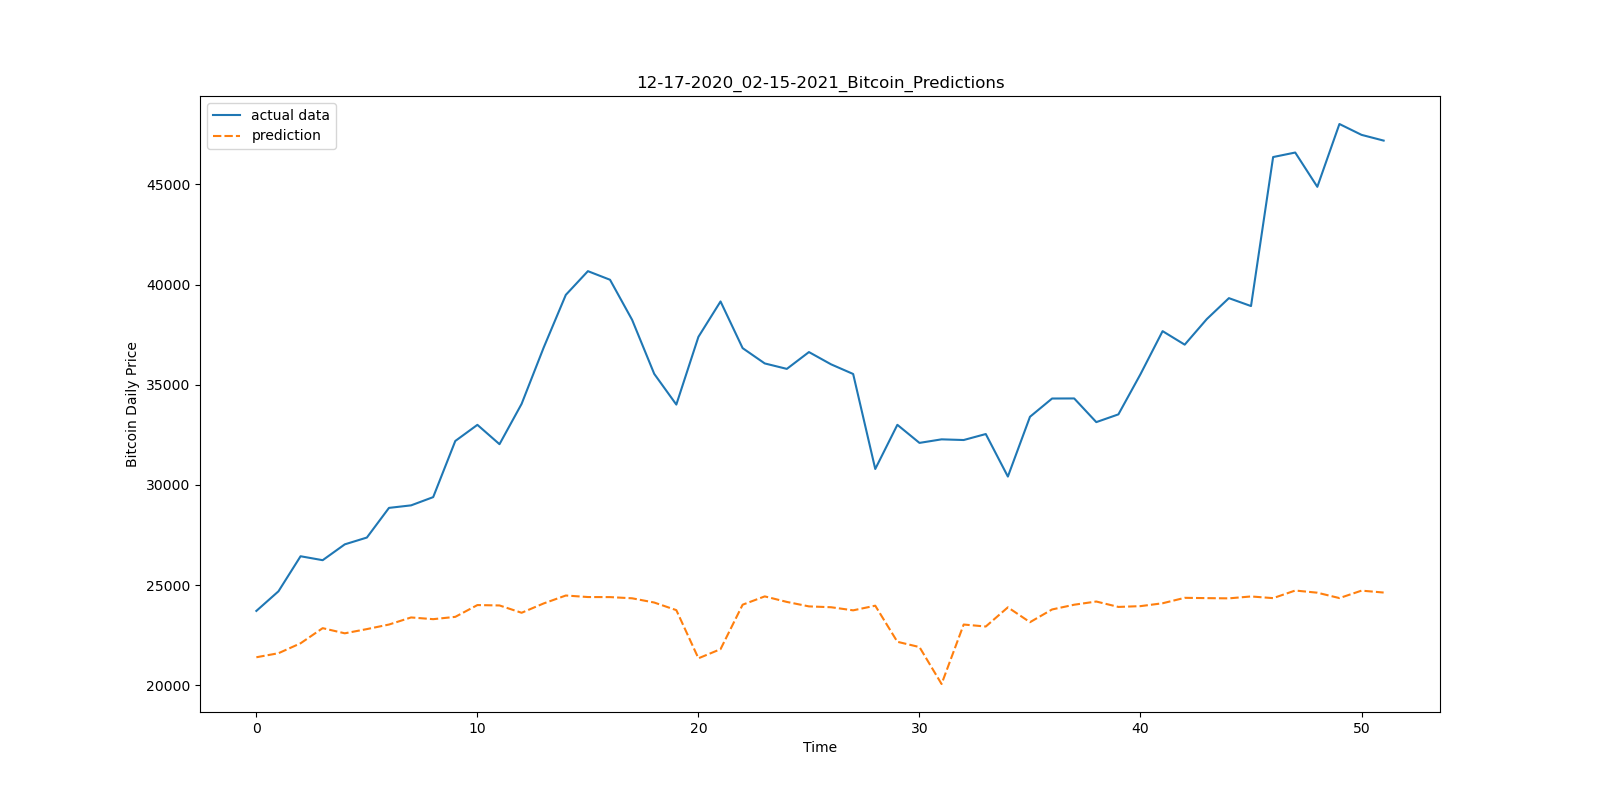 12-17-2020_02-15-2021_Bitcoin_Predictions
actual data
prediction
45000
40000
35000
30000
25000
20000
Bitcoin Daily Price
0 10 20 30 40 50
Time